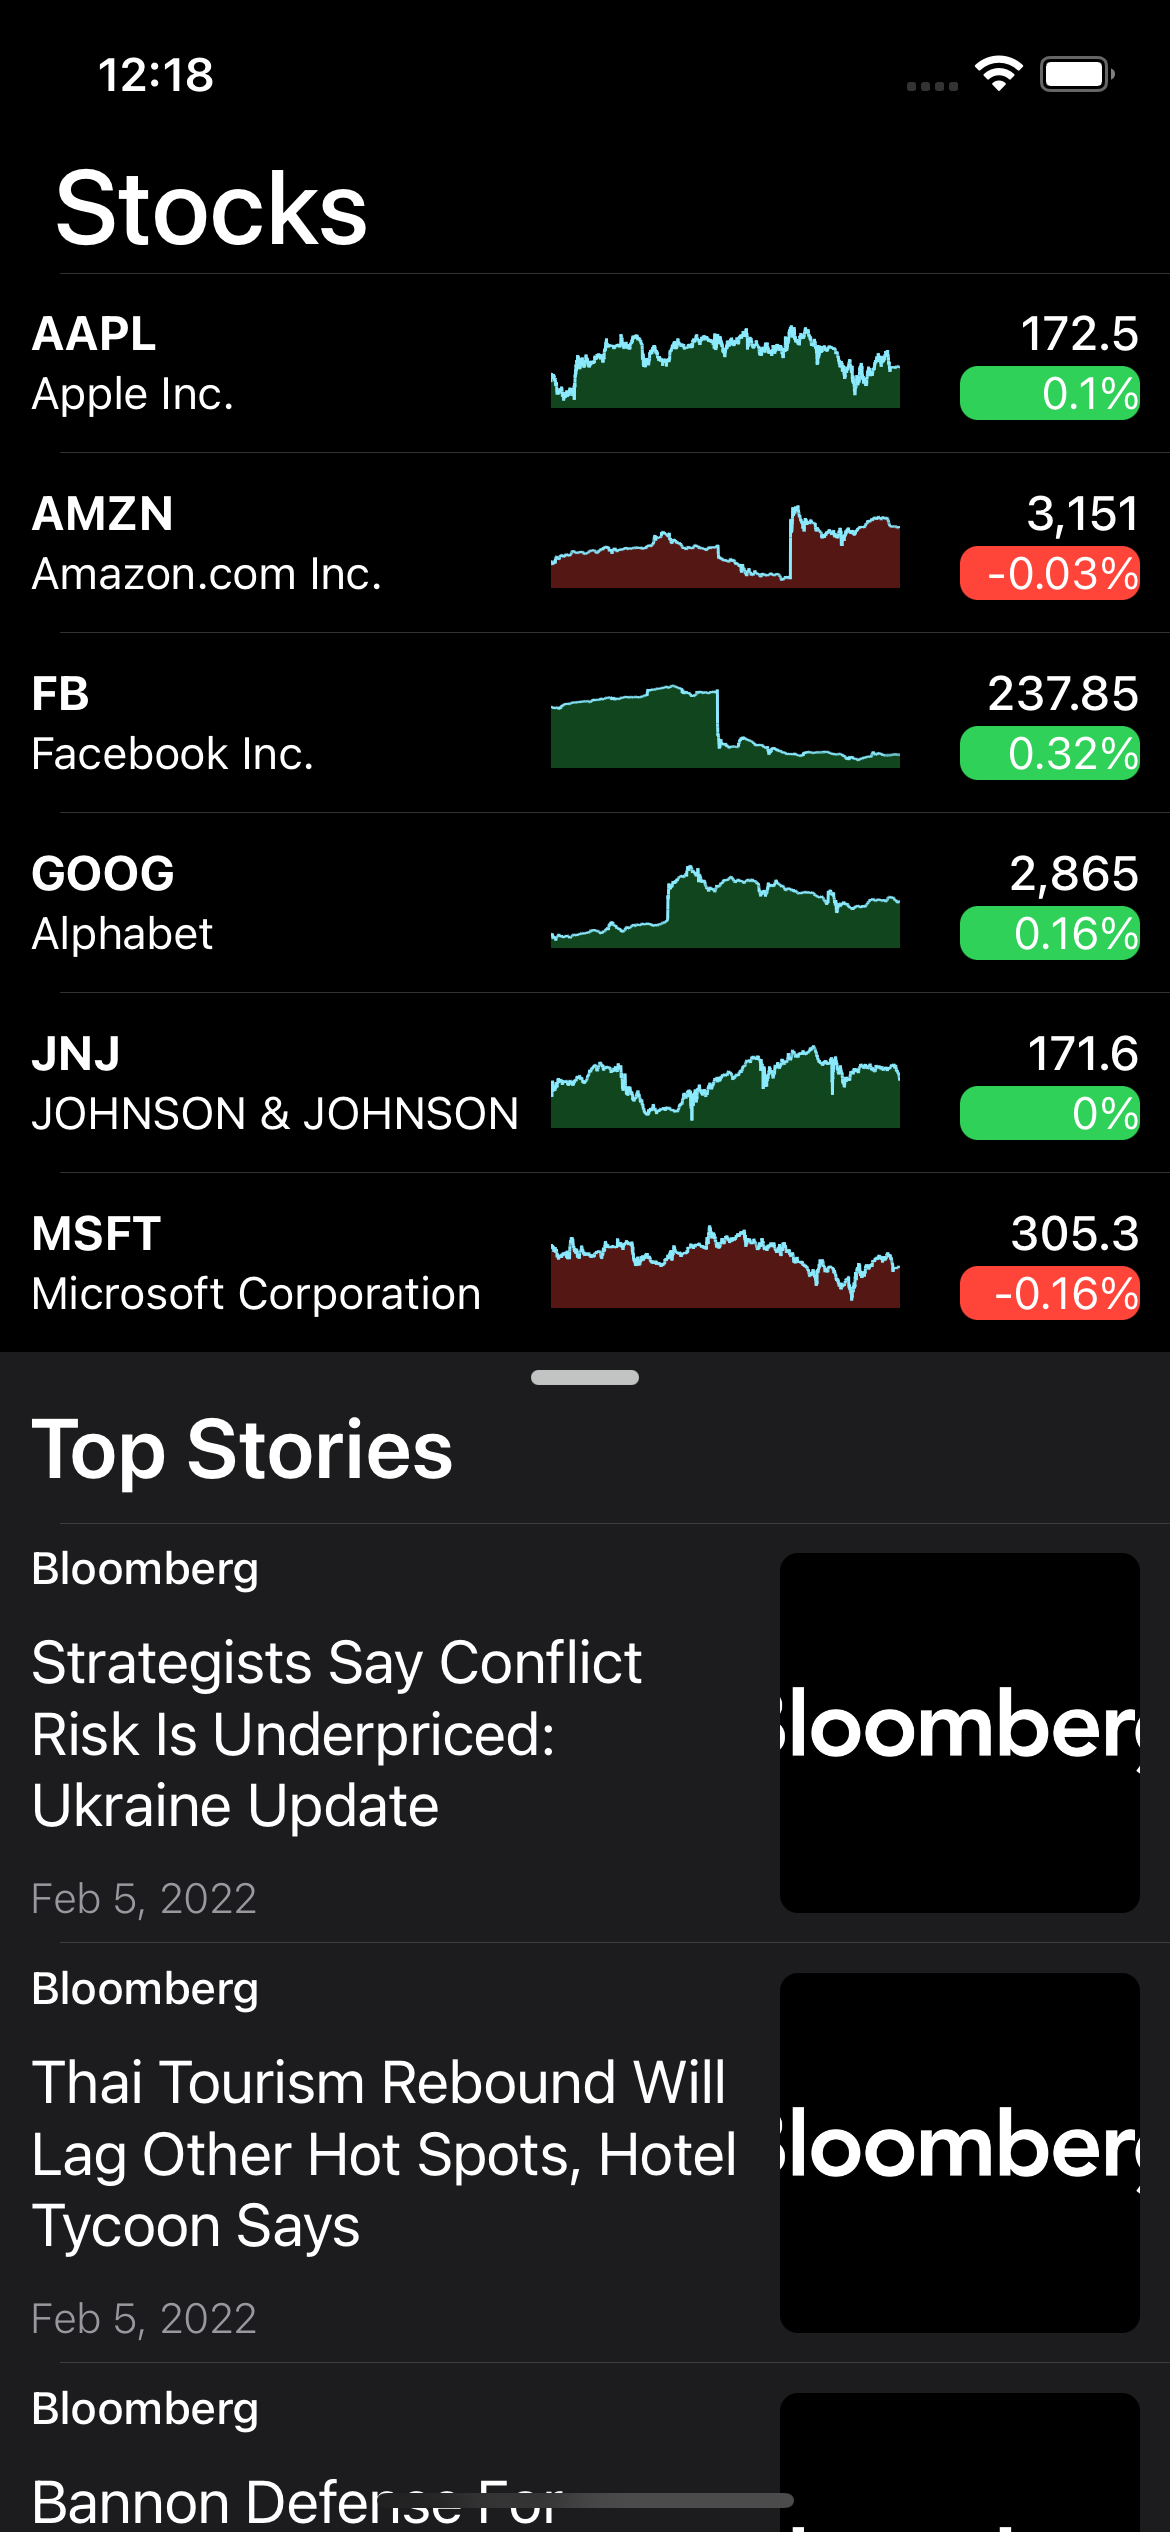 12:18
Stocks
AAPL
172.5
Apple Inc.
0.1%
AMZN
3,151
Amazon.com Inc.
-0.03%
FB
237.85
Facebook Inc.
0.32%
GOOG
2,865
Alphabet
0.16%
JNJ
171.6
JOHNSON & JOHNSON
0%
MSFT
305.3
Microsoft Corporation
-0.16%
Top Stories
Bloomberg
Strategists Say Conflict
Risk Is Underpriced:
Ukraine Update
Feb 5, 2022
Bloomberg
Bloomberg
Thai Tourism Rebound Will
Lag Other Hot Spots, Hotel
Tycoon Says
Feb 5, 2022
Bloomberg
Bloomberg
Bannon Defense For